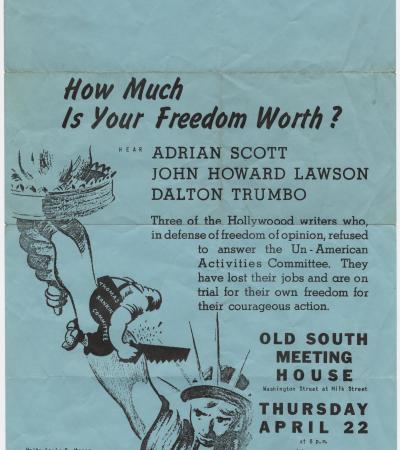 How Much
Is Your Freedom Worth?
HEAR
ADRIAN SCOTT
JOHN HOWARD LAWSON
DALTON TRUMBO
Three of the Hollywoood writers who,
in defense of freedom of opinion, refused
to answer the Un-American
Activities Committee. They
have lost their jobs and are on
trial for their own freedom for
their courageous action.
THOMAS
RANKIN
COMMITTEE
OLD SOUTH
MEETING
HOUSE
Washington Street at Milk Street
THURSDAY
APRIL 22
at 8 p.m.